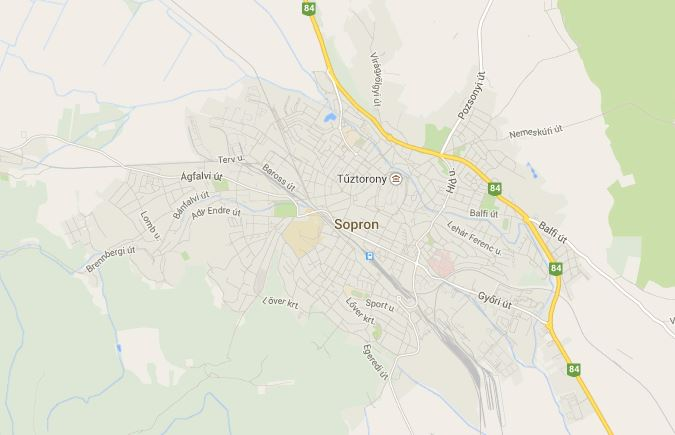 84
Virágvölgyi út
Pozsonyi út
Nemeskúti út
Terv u.
Ágfalvi út
Baross út
Tűztorony
Híd u.
84
Bánfalvi út
Ady Endre út
Lomb u.
Sopron
Balfi út
Balfi út
Lehár Ferenc u.
Brennbergi út
84
Győri út
Lőver krt.
Lőver krt.
Sport u.
Egeredi út
84